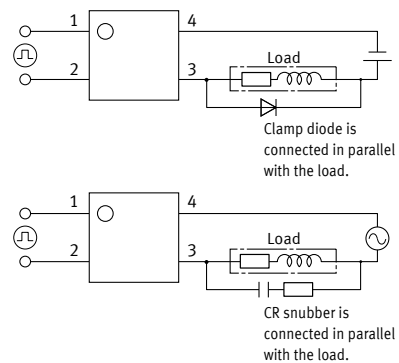 1
4
2
3
Load
Clamp diode is
connected in parallel
with the load.
1
4
2
3
Load
CR snubber is
connected in parallel
with the load.